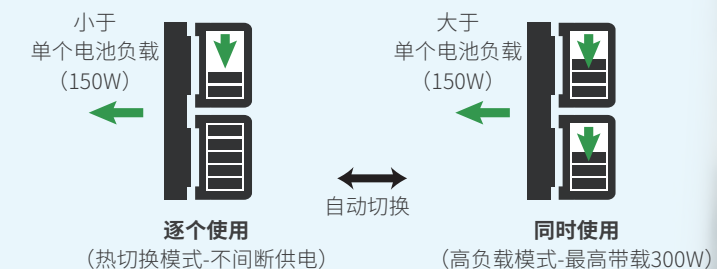 小于
单个电池负载
（150W）
逐个使用
（热切换模式-不间断供电）
自动切换
大于
单个电池负载
（150W）
同时使用
（高负载模式-最高带载300W）